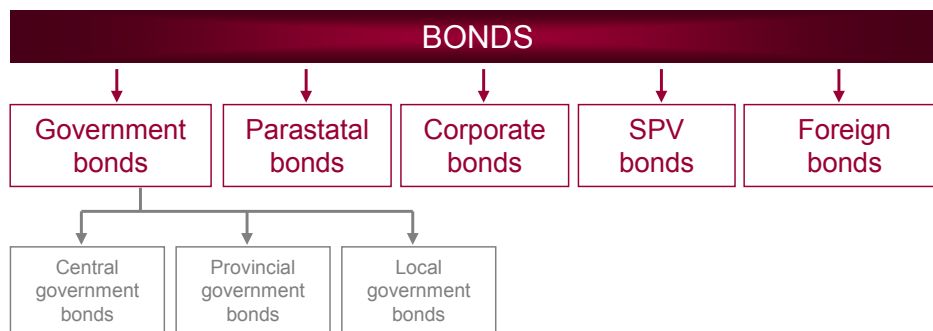 BONDS
Government
bonds
Parastatal
bonds
Corporate
bonds
SPV
bonds
Foreign
bonds
Central
government
bonds
Provincial
government
bonds
Local
government
bonds